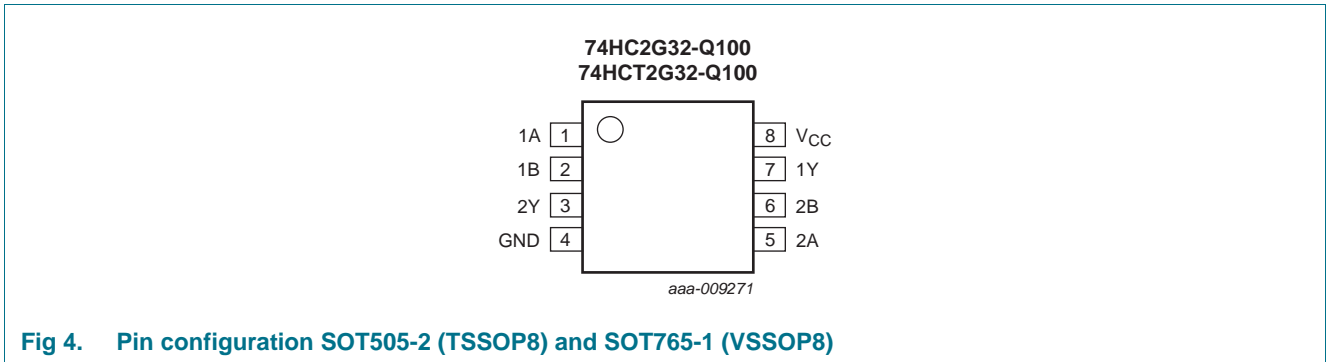 74HC2G32-Q100
74HCT2G32-Q100
1A 1 8 VCC
1B 2 7 1Y
2Y 3 6 2B
GND 4 5 2A
aaa-009271
Fig 4. Pin configuration SOT505-2 (TSSOP8) and SOT765-1 (VSSOP8)